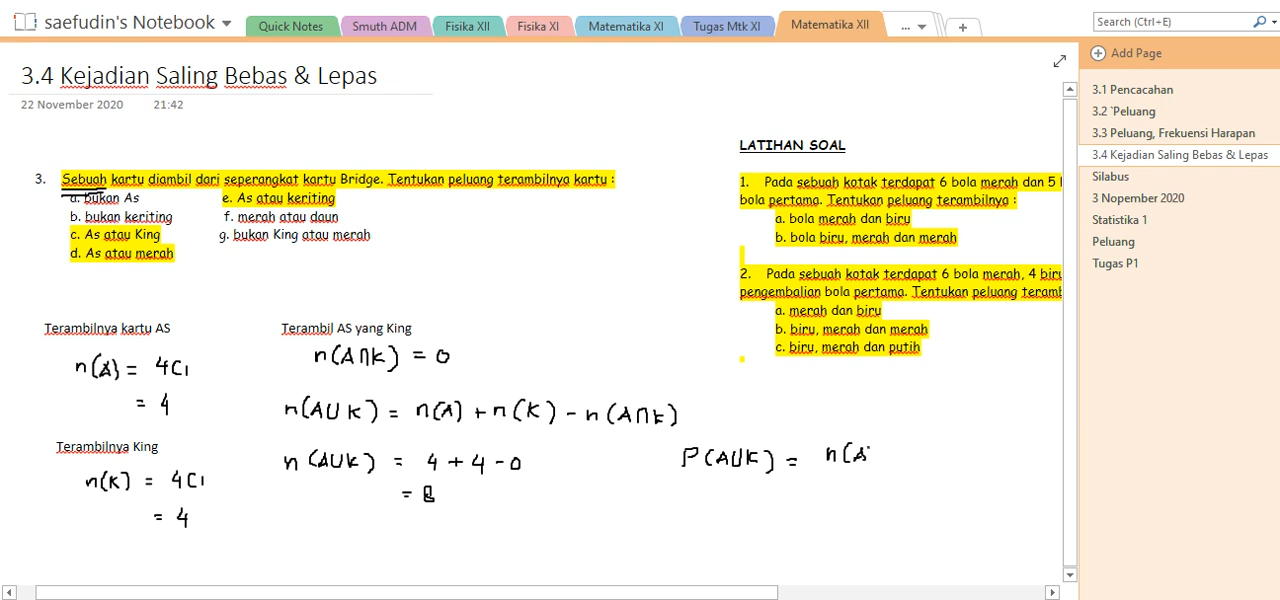 saefudin's Notebook
Quick Notes
Smuth ADM
Fisika XII
Fisika XI
Matematika XI
Tugas Mtk XI
Matematika XII
...
Search (Ctrl+E)
3.4 Kejadian Saling Bebas & Lepas
22 November 2020 21:42
3. Sebuah kartu diambil dari seperangkat kartu Bridge. Tentukan peluang terambilnya kartu :
a. bukan As e. As atau keriting
b. bukan keriting f. merah atau daun
c. As atau King g. bukan King atau merah
d. As atau merah
Terambilnya kartu AS
n(A) = 4C1
= 4
Terambilnya King
n(K) = 4C1
= 4
Terambil AS yang King
n(A∩K) = 0
n(A∪K) = n(A) + n(K) - n(A∩K)
n(A∪K) = 4 + 4 - 0
= 8
P(A∪K) = n(A
LATIHAN SOAL
1. Pada sebuah kotak terdapat 6 bola merah dan 5
bola pertama. Tentukan peluang terambilnya :
a. bola merah dan biru
b. bola biru, merah dan merah
2. Pada sebuah kotak terdapat 6 bola merah, 4 biru
pengembalian bola pertama. Tentukan peluangteramb
a. merah dan biru
b. biru, merah dan merah
c. biru, merah dan putih
Add Page
3.1 Pencacahan
3.2 `Peluang
3.3 Peluang, Frekuensi Harapan
3.4 Kejadian Saling Bebas & Lepas
Silabus
3 Nopember 2020
Statistika 1
Peluang
Tugas P1